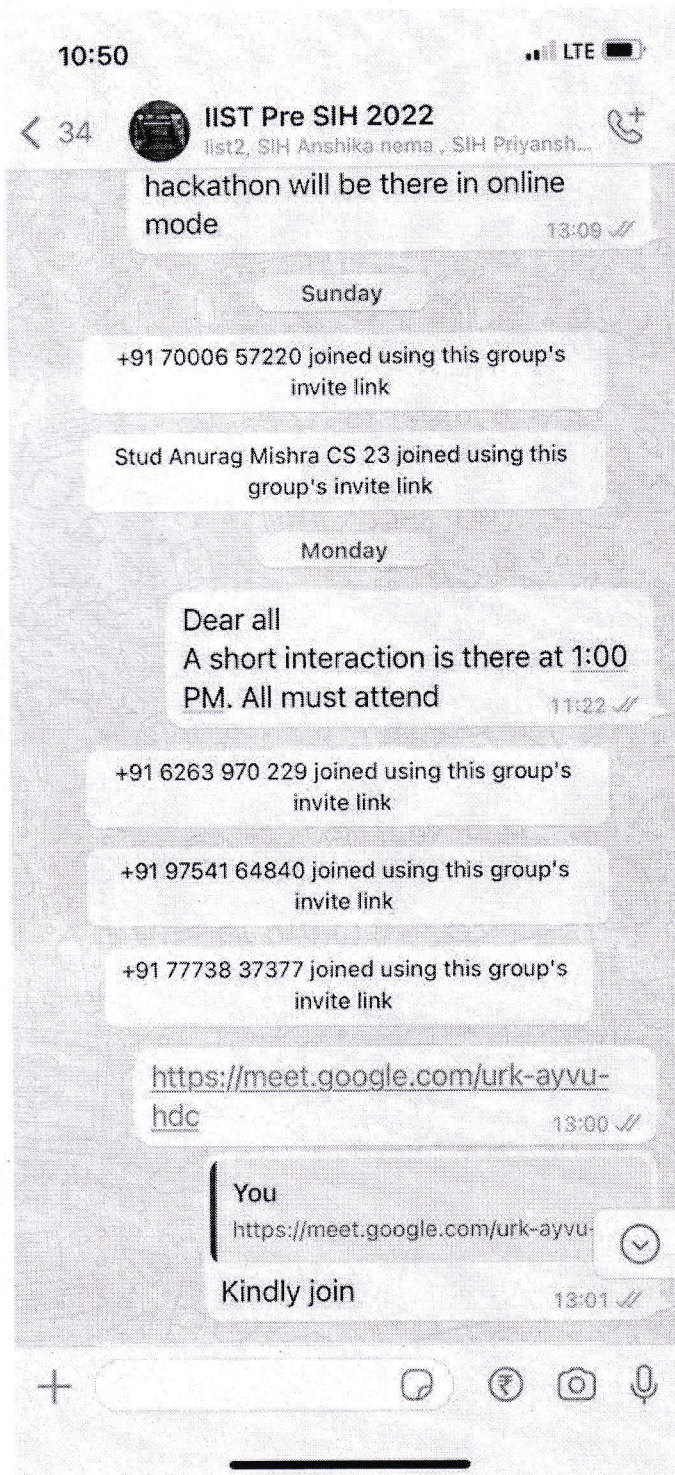 10:50
LTE
34
IIST Pre SIH 2022
Iist2, SIH Anshika nema , SIH Priyansh...
hackathon will be there in online
mode
13:09
Sunday
+91 70006 57220 joined using this group's
invite link
Stud Anurag Mishra CS 23 joined using this
group's invite link
Monday
Dear all
A short interaction is there at 1:00
PM. All must attend
11:22
+91 6263 970 229 joined using this group's
invite link
+91 97541 64840 joined using this group's
invite link
+91 77738 37377 joined using this group's
invite link
https://meet.google.com/urk-ayvu-
hdc
13:00
You
https://meet.google.com/urk-ayvu-
Kindly join
13:01
₹